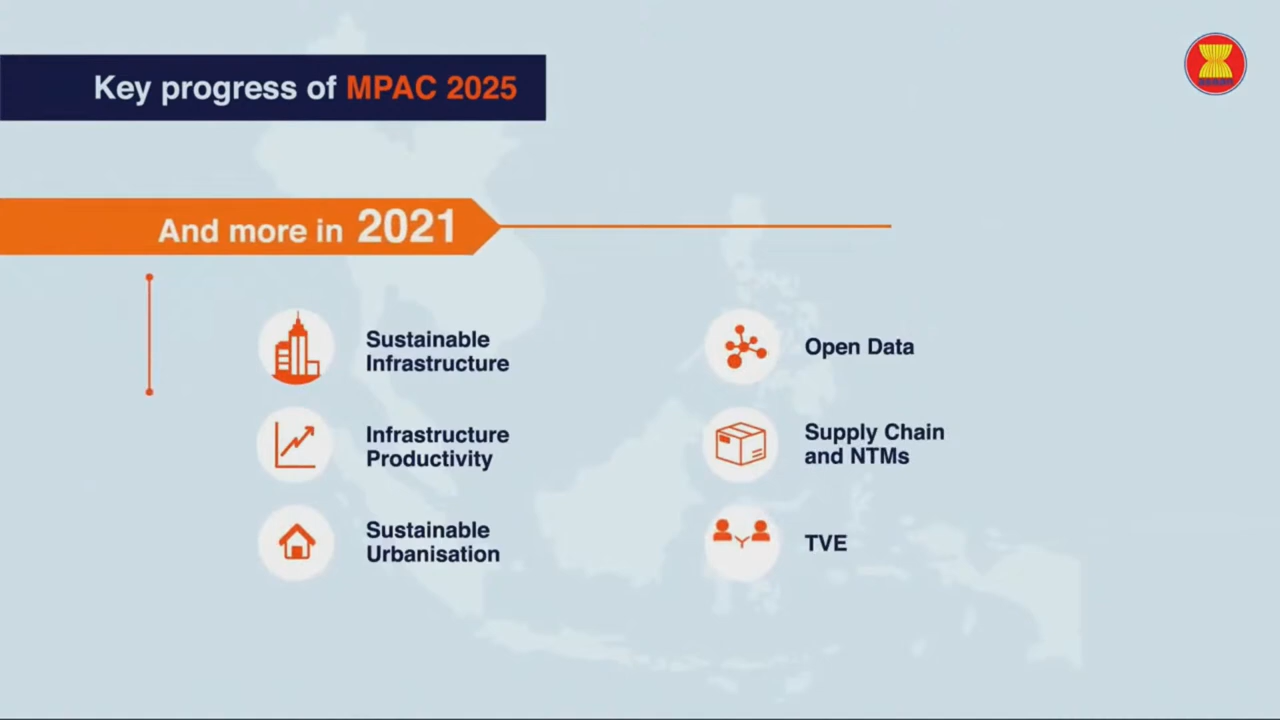 Key progress of MPAC 2025
And more in 2021
Sustainable
Infrastructure
Infrastructure
Productivity
Sustainable
Urbanisation
Open Data
Supply Chain
and NTMs
TVE